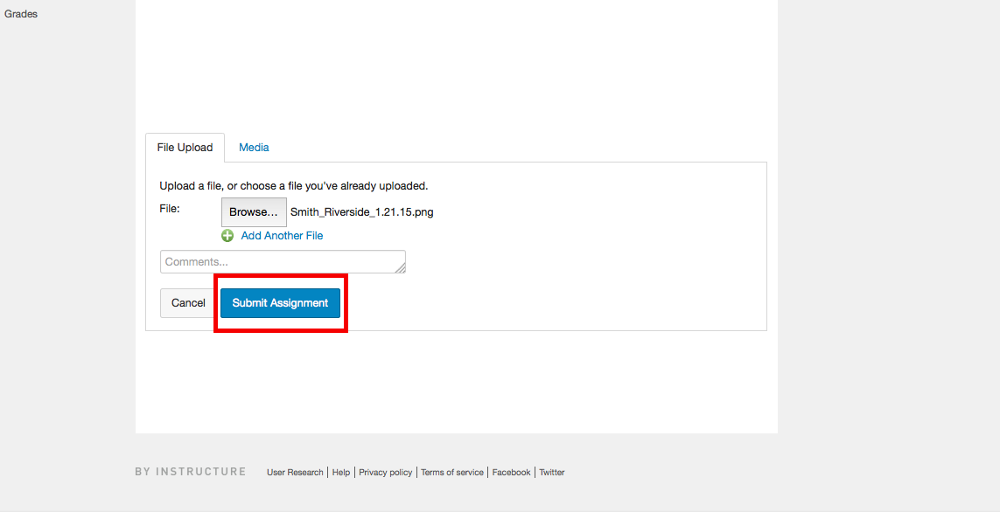 Grades
File Upload Media
Upload a file, or choose a file you've already uploaded.
File: Browse... Smith_Riverside_1.21.15.png
Add Another File
Comments...
Cancel Submit Assignment
BY INSTRUCTURE User Research | Help | Privacy policy | Terms of service | Facebook | Twitter